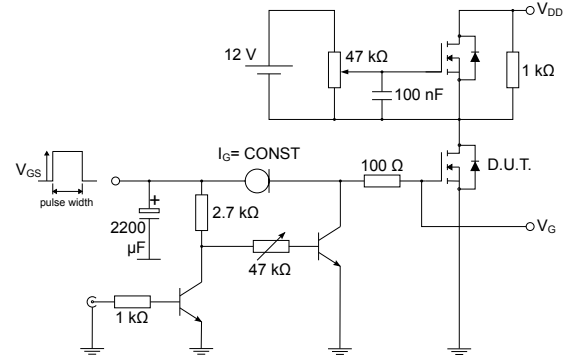 V_DD
12 V
47 kΩ
1 kΩ
100 nF
I_G= CONST
100 Ω
D.U.T.
V_GS
pulse width
+
2200
μF
2.7 kΩ
V_G
47 kΩ
1 kΩ